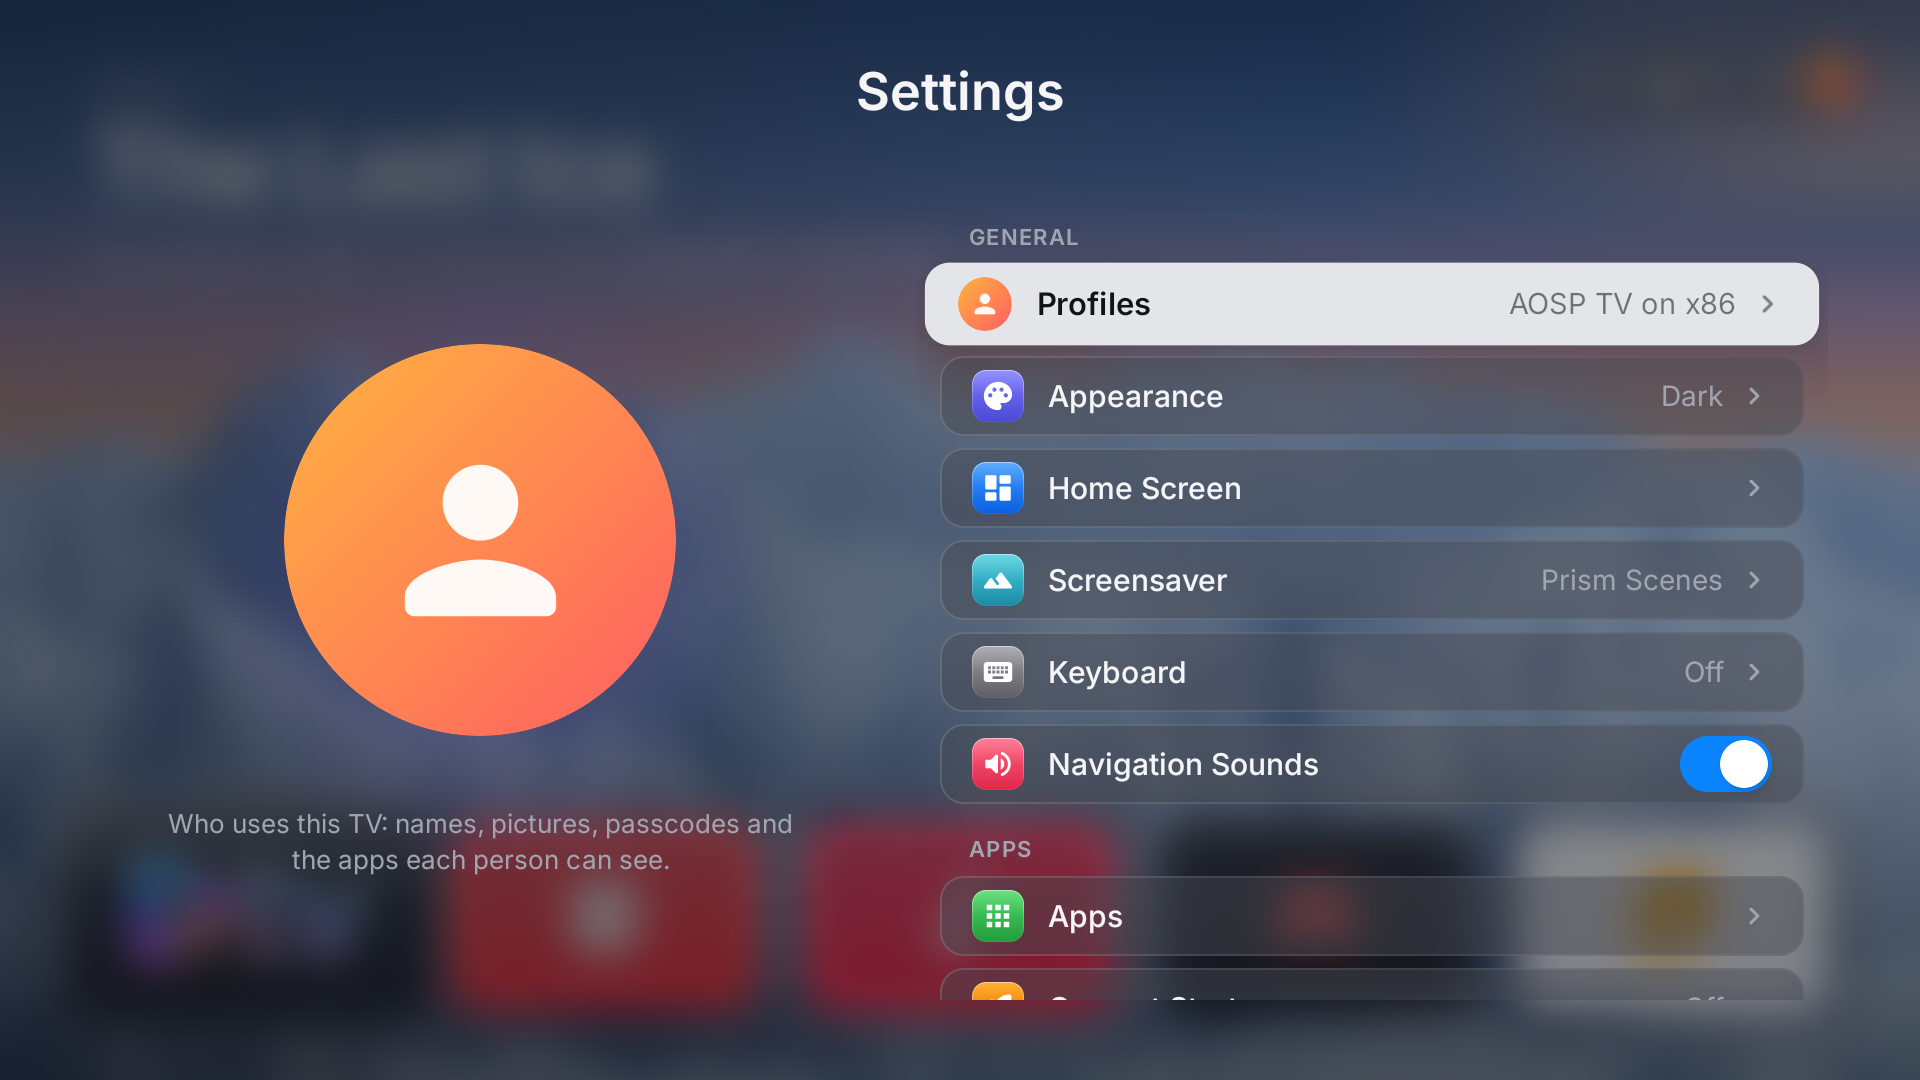 Settings
GENERAL
Profiles AOSP TV on x86
Appearance Dark
Home Screen
Screensaver Prism Scenes
Keyboard Off
Navigation Sounds
Who uses this TV: names, pictures, passcodes and
the apps each person can see.
APPS
Apps